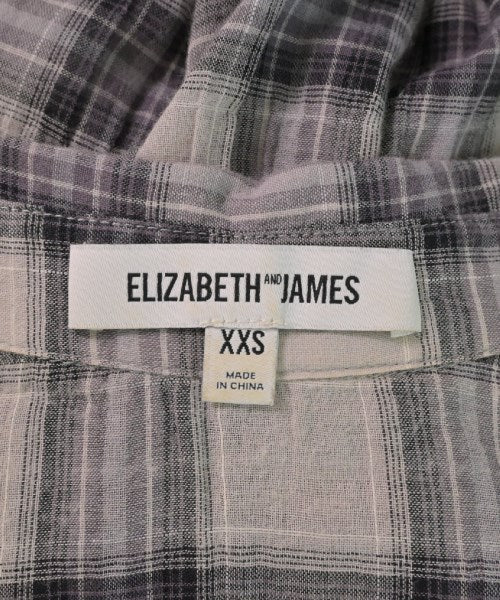 ELIZABETH AND JAMES
XXS
MADE
IN CHINA